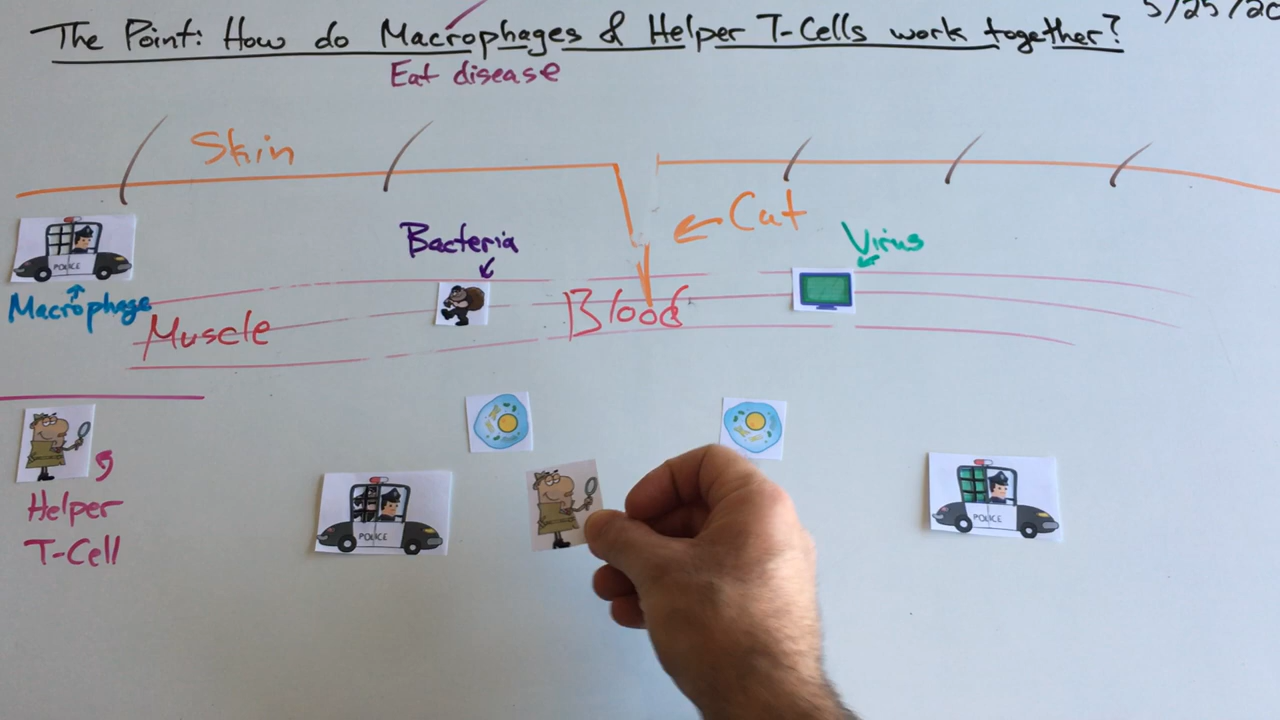 The Point: How do Macrophages & Helper T-Cells work together?
Eat disease
Skin
Cut
Bacteria
Virus
POLICE
Macrophage
Muscle
Blood
Helper
T-Cell
POLICE
POLICE